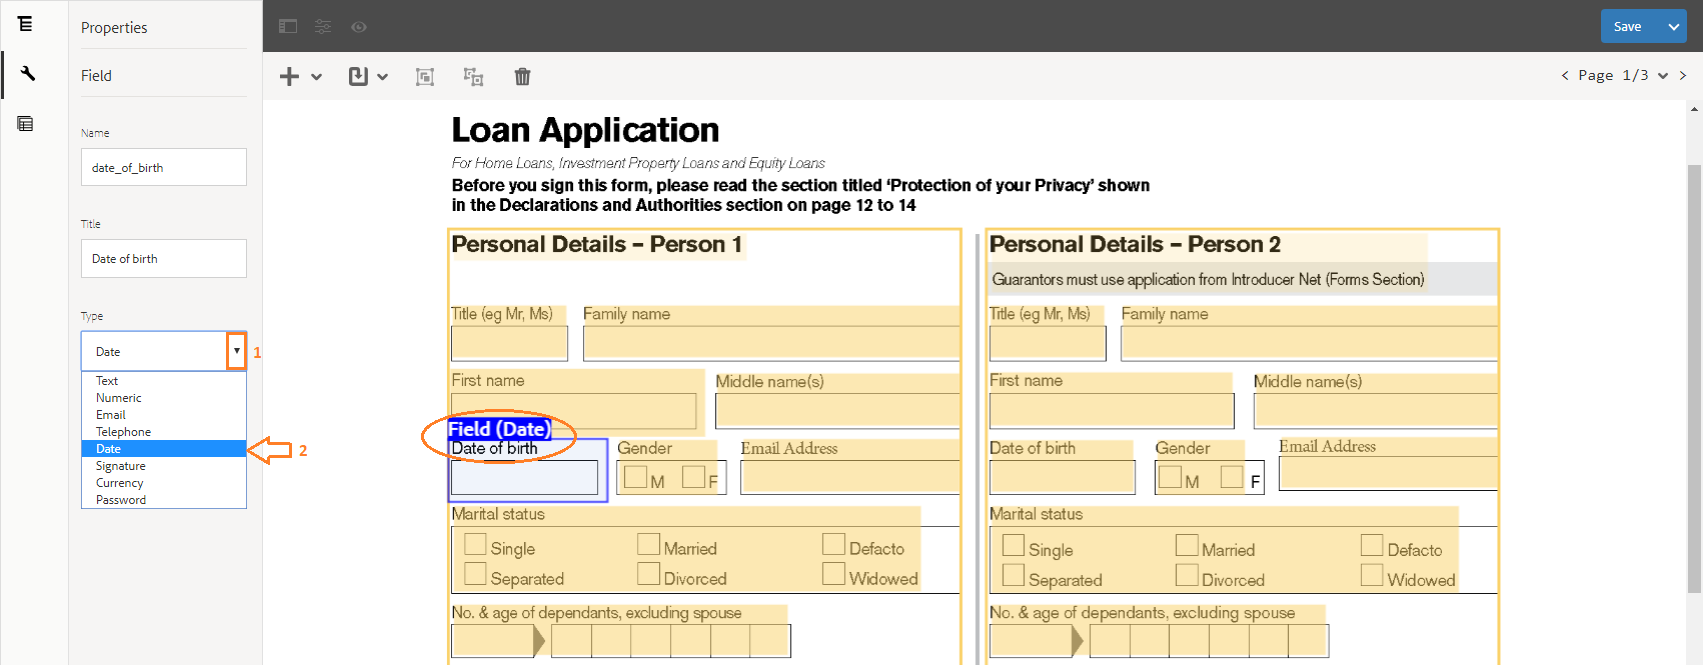 Properties
Save
Field
< Page 1/3 >
Name
date_of_birth
Title
Date of birth
Type
Date
1
Text
Numeric
Email
Telephone
Date
2
Signature
Currency
Password
Loan Application
For Home Loans, Investment Property Loans and Equity Loans
Before you sign this form, please read the section titled ‘Protection of your Privacy’ shown
in the Declarations and Authorities section on page 12 to 14
Personal Details – Person 1
Title (eg Mr, Ms) Family name
First name Middle name(s)
Field (Date)
Date of birth Gender Email Address
M F
Marital status
Single Married Defacto
Separated Divorced Widowed
No. & age of dependants, excluding spouse
Personal Details – Person 2
Guarantors must use application from Introducer Net (Forms Section)
Title (eg Mr, Ms) Family name
First name Middle name(s)
Date of birth Gender Email Address
M F
Marital status
Single Married Defacto
Separated Divorced Widowed
No. & age of dependants, excluding spouse